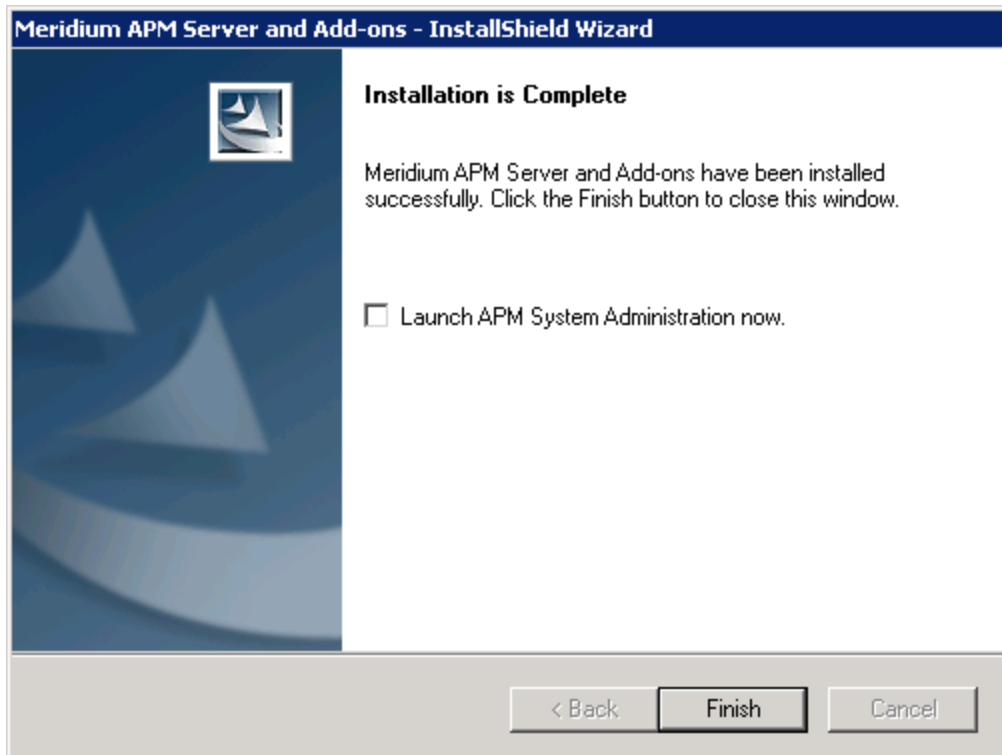 Meridium APM Server and Add-ons - InstallShield Wizard
Installation is Complete
Meridium APM Server and Add-ons have been installed
successfully. Click the Finish button to close this window.
Launch APM System Administration now.
< Back
Finish
Cancel